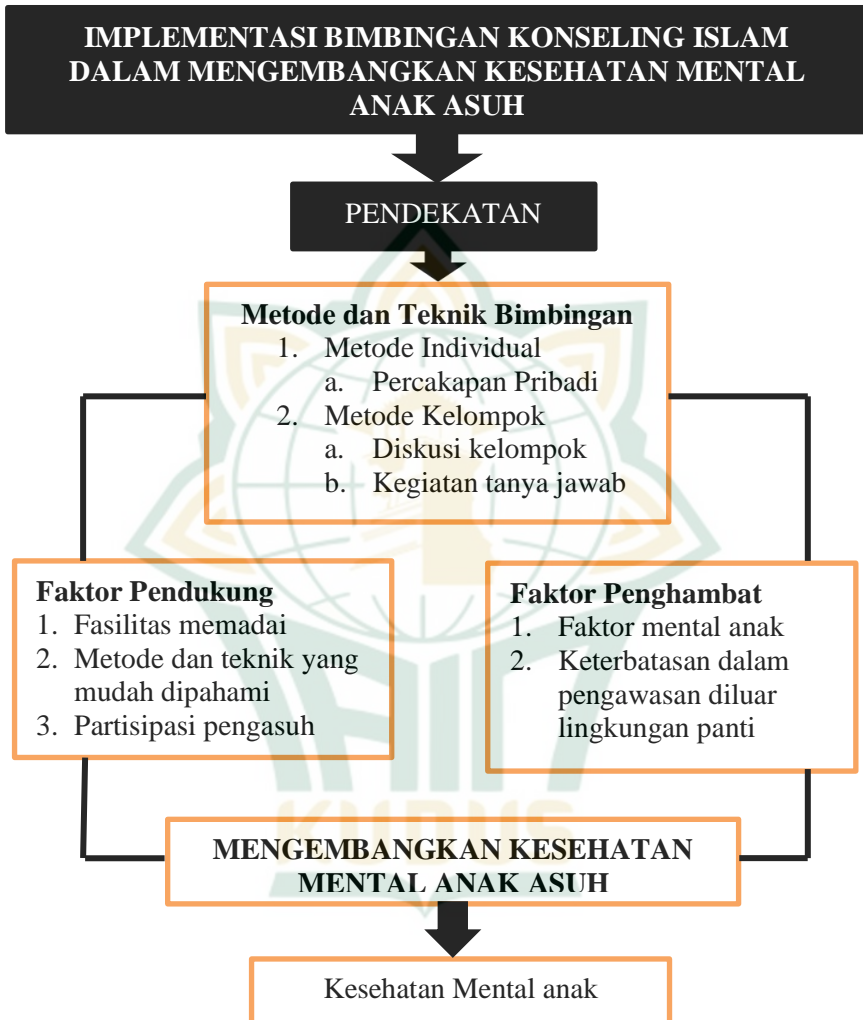 IMPLEMENTASI BIMBINGAN KONSELING ISLAM
DALAM MENGEMBANGKAN KESEHATAN MENTAL
ANAK ASUH
PENDEKATAN
Metode dan Teknik Bimbingan
1. Metode Individual
a. Percakapan Pribadi
2. Metode Kelompok
a. Diskusi kelompok
b. Kegiatan tanya jawab
Faktor Pendukung
1. Fasilitas memadai
2. Metode dan teknik yang
mudah dipahami
3. Partisipasi pengasuh
Faktor Penghambat
1. Faktor mental anak
2. Keterbatasan dalam
pengawasan diluar
lingkungan panti
KUDUS
MENGEMBANGKAN KESEHATAN
MENTAL ANAK ASUH
Kesehatan Mental anak